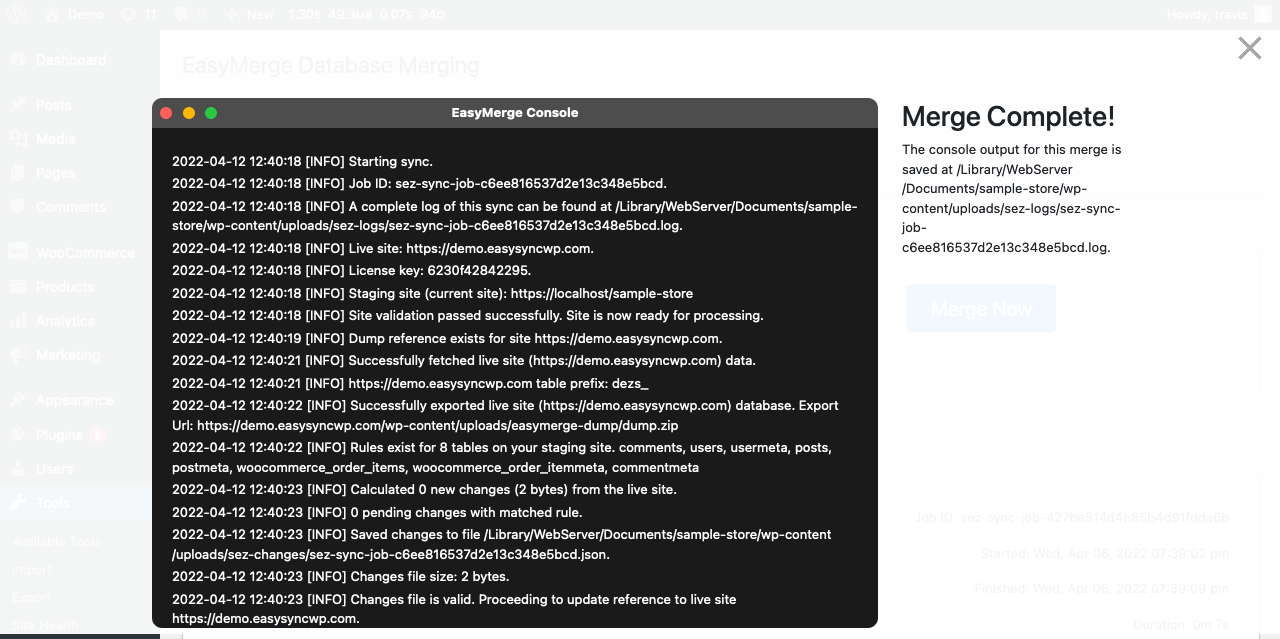 Demo 11 0 New 1.30s 49.3MB 0.07s 94Q
Howdy, travis
Dashboard
Posts
Media
Pages
Comments
WooCommerce
Products
Analytics
Marketing
Appearance
Plugins 8
Users
Tools
Available Tools
Import
Export
Site Health
EasyMerge Database Merging
EasyMerge Console
2022-04-12 12:40:18 [INFO] Starting sync.
2022-04-12 12:40:18 [INFO] Job ID: sez-sync-job-c6ee816537d2e13c348e5bcd.
2022-04-12 12:40:18 [INFO] A complete log of this sync can be found at /Library/WebServer/Documents/sample-
store/wp-content/uploads/sez-logs/sez-sync-job-c6ee816537d2e13c348e5bcd.log.
2022-04-12 12:40:18 [INFO] Live site: https://demo.easysyncwp.com.
2022-04-12 12:40:18 [INFO] License key: 6230f42842295.
2022-04-12 12:40:18 [INFO] Staging site (current site): https://localhost/sample-store
2022-04-12 12:40:18 [INFO] Site validation passed successfully. Site is now ready for processing.
2022-04-12 12:40:19 [INFO] Dump reference exists for site https://demo.easysyncwp.com.
2022-04-12 12:40:21 [INFO] Successfully fetched live site (https://demo.easysyncwp.com) data.
2022-04-12 12:40:21 [INFO] https://demo.easysyncwp.com table prefix: dezs_
2022-04-12 12:40:22 [INFO] Successfully exported live site (https://demo.easysyncwp.com) database. Export
Url: https://demo.easysyncwp.com/wp-content/uploads/easymerge-dump/dump.zip
2022-04-12 12:40:22 [INFO] Rules exist for 8 tables on your staging site. comments, users, usermeta, posts,
postmeta, woocommerce_order_items, woocommerce_order_itemmeta, commentmeta
2022-04-12 12:40:23 [INFO] Calculated 0 new changes (2 bytes) from the live site.
2022-04-12 12:40:23 [INFO] 0 pending changes with matched rule.
2022-04-12 12:40:23 [INFO] Saved changes to file /Library/WebServer/Documents/sample-store/wp-content
/uploads/sez-changes/sez-sync-job-c6ee816537d2e13c348e5bcd.json.
2022-04-12 12:40:23 [INFO] Changes file size: 2 bytes.
2022-04-12 12:40:23 [INFO] Changes file is valid. Proceeding to update reference to live site
https://demo.easysyncwp.com.
Merge Complete!
The console output for this merge is
saved at /Library/WebServer
/Documents/sample-store/wp-
content/uploads/sez-logs/sez-sync-
job-
c6ee816537d2e13c348e5bcd.log.
Merge Now
Job ID: sez-sync-job-427be514d4b85b4d91fdda5b
Started: Wed, Apr 06, 2022 07:39:02 pm
Finished: Wed, Apr 06, 2022 07:39:09 pm
Duration: 0m 7s